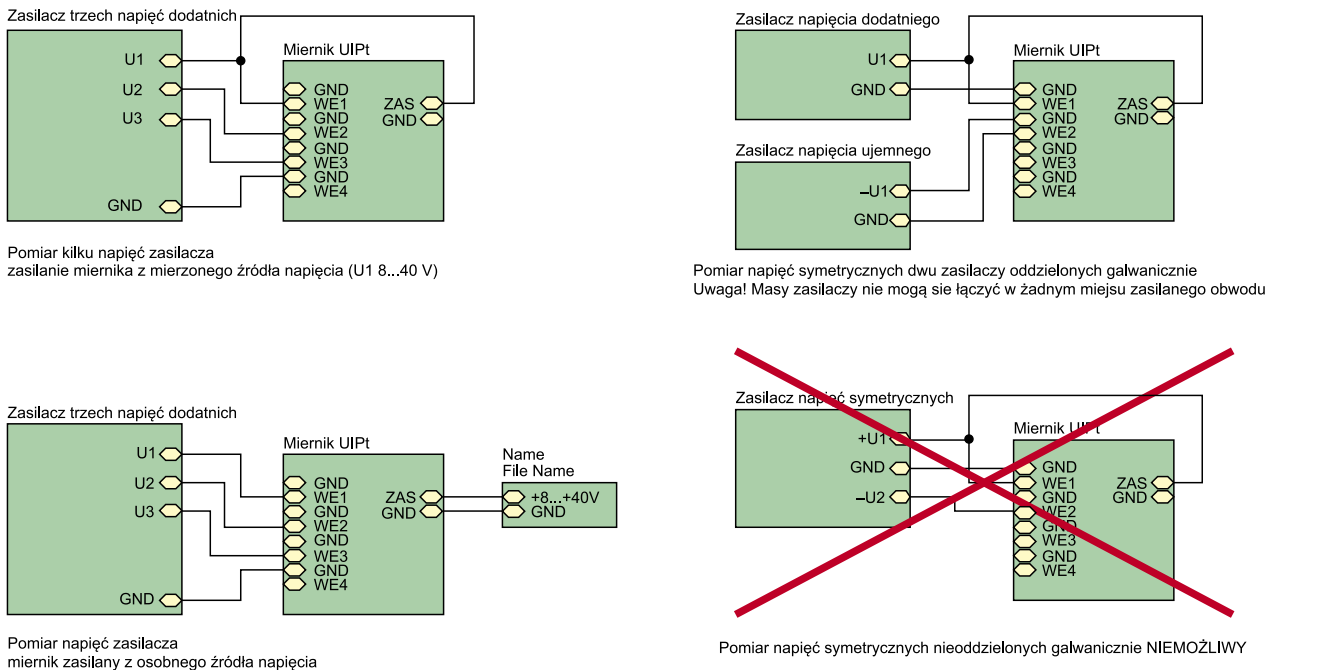 Zasilacz trzech napięć dodatnich
U1
U2
U3
GND
Miernik UIPt
GND
WE1
GND
WE2
GND
WE3
GND
WE4
ZAS
GND
Pomiar kilku napięć zasilacza
zasilanie miernika z mierzonego źródła napięcia (U1 8...40 V)
Zasilacz napięcia dodatniego
U1
GND
Zasilacz napięcia ujemnego
–U1
GND
Miernik UIPt
GND
WE1
GND
WE2
GND
WE3
GND
WE4
ZAS
GND
Pomiar napięć symetrycznych dwu zasilaczy oddzielonych galwanicznie
Uwaga! Masy zasilaczy nie mogą sie łączyć w żadnym miejsu zasilanego obwodu
Zasilacz trzech napięć dodatnich
U1
U2
U3
GND
Miernik UIPt
GND
WE1
GND
WE2
GND
WE3
GND
WE4
ZAS
GND
Name
File Name
+8...+40V
GND
Pomiar napięć zasilacza
miernik zasilany z osobnego źródła napięcia
Zasilacz napięć symetrycznych
+U1
GND
–U2
Miernik UIPt
GND
WE1
GND
WE2
GND
WE3
GND
WE4
ZAS
GND
Pomiar napięć symetrycznych nieoddzielonych galwanicznie NIEMOŻLIWY